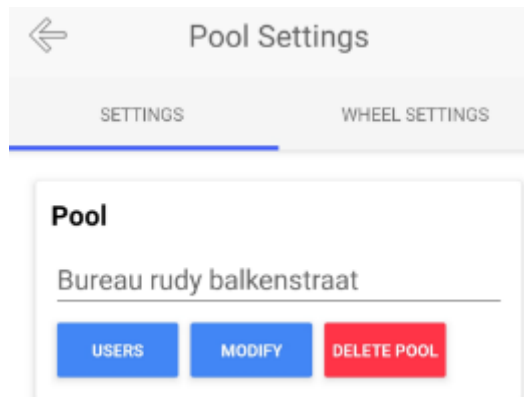 Pool Settings
SETTINGS WHEEL SETTINGS
Pool
Bureau rudy balkenstraat
USERS MODIFY DELETE POOL